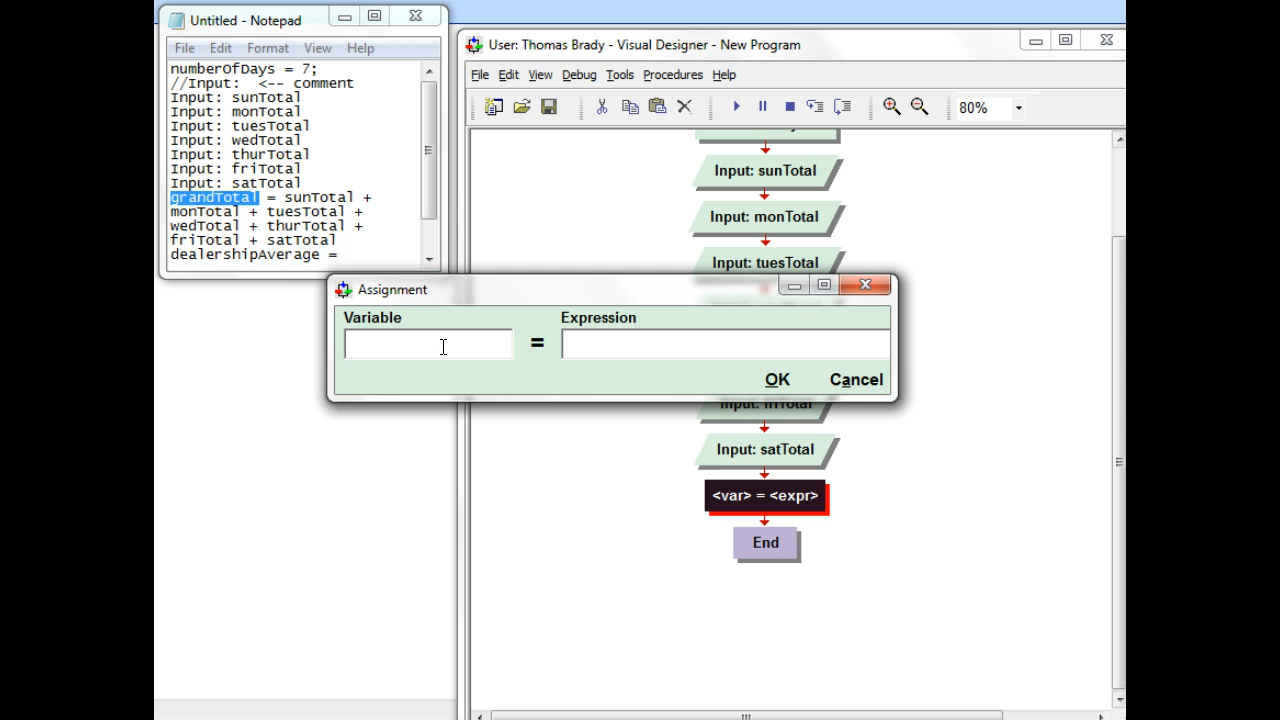 Untitled - Notepad
File Edit Format View Help
numberOfDays = 7;
//Input: <-- comment
Input: sunTotal
Input: monTotal
Input: tuesTotal
Input: wedTotal
Input: thurTotal
Input: friTotal
Input: satTotal
grandTotal = sunTotal +
monTotal + tuesTotal +
wedTotal + thurTotal +
friTotal + satTotal
dealershipAverage =
User: Thomas Brady - Visual Designer - New Program
File Edit View Debug Tools Procedures Help
80%
Input: sunTotal
Input: monTotal
Input: tuesTotal
Assignment
Variable
Expression
=
OK Cancel
Input: friTotal
Input: satTotal
<var> = <expr>
End